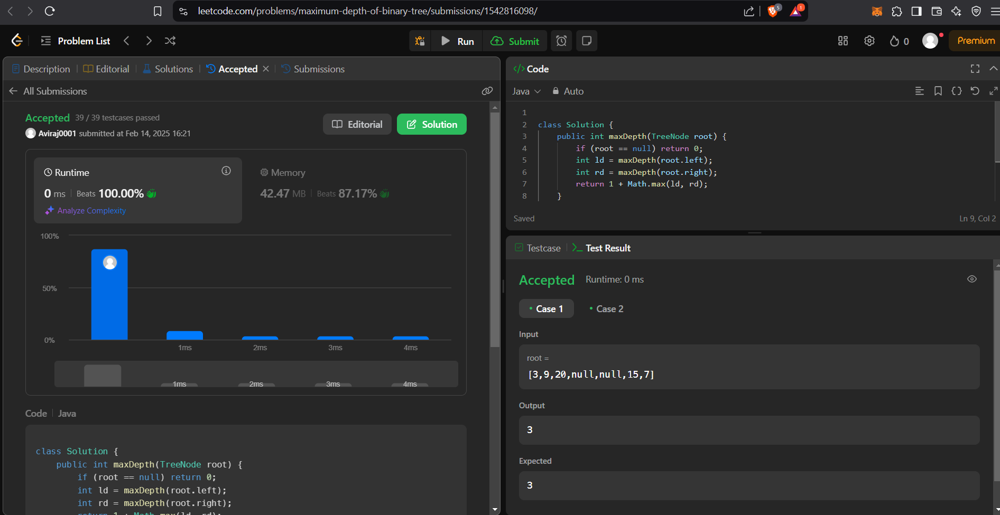 leetcode.com/problems/maximum-depth-of-binary-tree/submissions/1542816098/
5
1
Problem List
Run
Submit
0
Premium
Description
Editorial
Solutions
Accepted
Submissions
All Submissions
Accepted 39 / 39 testcases passed
Aviraj0001 submitted at Feb 14, 2025 16:21
Editorial
Solution
Runtime
0 ms Beats 100.00%
Analyze Complexity
Memory
42.47 MB Beats 87.17%
100%
50%
0%
1ms 2ms 3ms 4ms
1ms 2ms 3ms 4ms
Code Java
class Solution {
public int maxDepth(TreeNode root) {
if (root == null) return 0;
int ld = maxDepth(root.left);
int rd = maxDepth(root.right);
return 1 + Math.max(ld, rd);
</> Code
Java
Auto
1
2 class Solution {
3 public int maxDepth(TreeNode root) {
4 if (root == null) return 0;
5 int ld = maxDepth(root.left);
6 int rd = maxDepth(root.right);
7 return 1 + Math.max(ld, rd);
8 }
Saved
Ln 9, Col 2
Testcase
Test Result
Accepted Runtime: 0 ms
Case 1
Case 2
Input
root =
[3,9,20,null,null,15,7]
Output
3
Expected
3